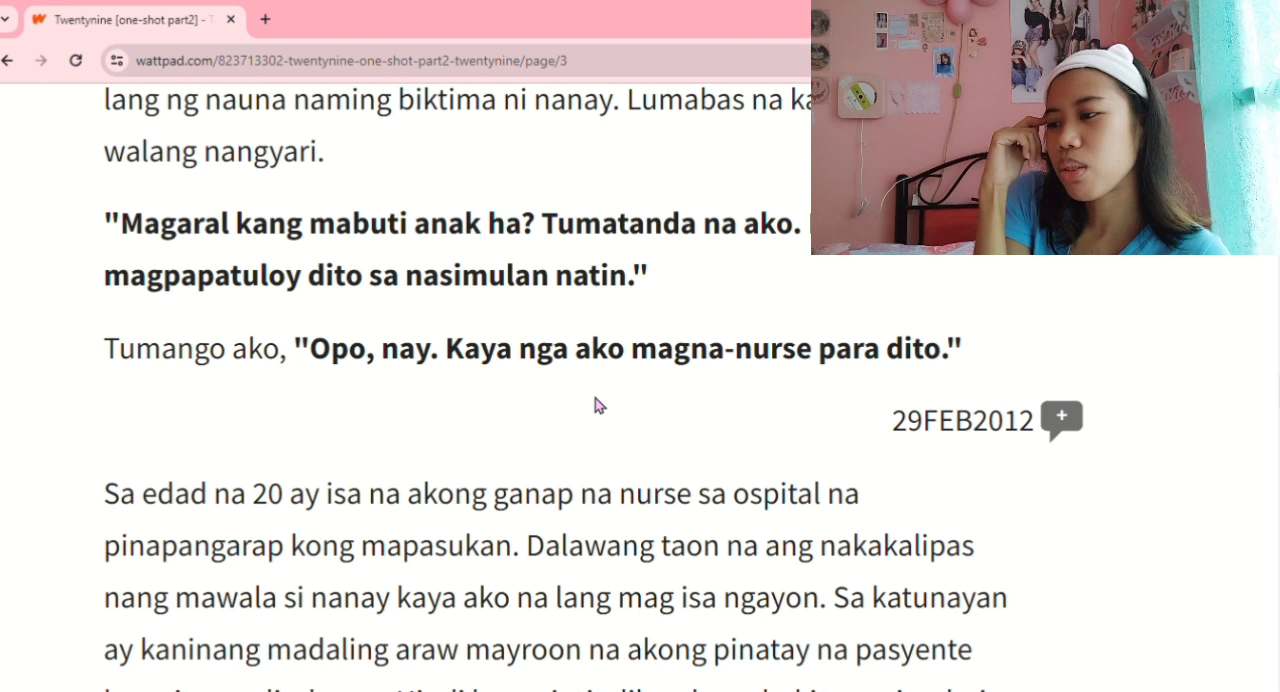 Twentynine [one-shot part2] -
wattpad.com/823713302-twentynine-one-shot-part2-twentynine/page/3
lang ng nauna naming biktima ni nanay. Lumabas na
walang nangyari.
"Magaral kang mabuti anak ha? Tumatanda na ako.
magpapatuloy dito sa nasimulan natin."
Tumango ako, "Opo, nay. Kaya nga ako magna-nurse para dito."
29FEB2012
Sa edad na 20 ay isa na akong ganap na nurse sa ospital na
pinapangarap kong mapasukan. Dalawang taon na ang nakakalipas
nang mawala si nanay kaya ako na lang mag isa ngayon. Sa katunayan
ay kaninang madaling araw mayroon na akong pinatay na pasyente